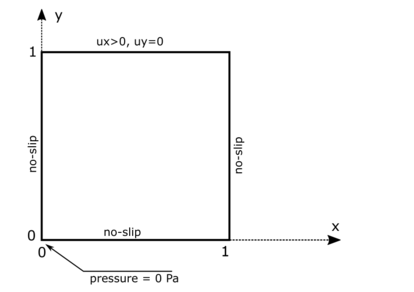 y
1
ux>0, uy=0
no-slip
no-slip
x
0
no-slip
0
1
pressure = 0 Pa